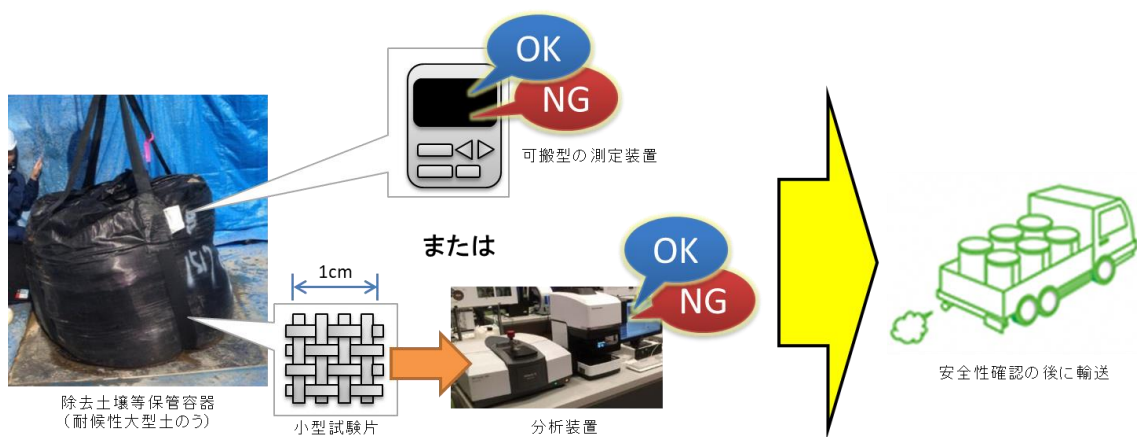 OK
NG
可搬型の測定装置
または
OK
NG
1cm
除去土壌等保管容器
（耐候性大型土のう）
小型試験片
分析装置
安全性確認の後に輸送